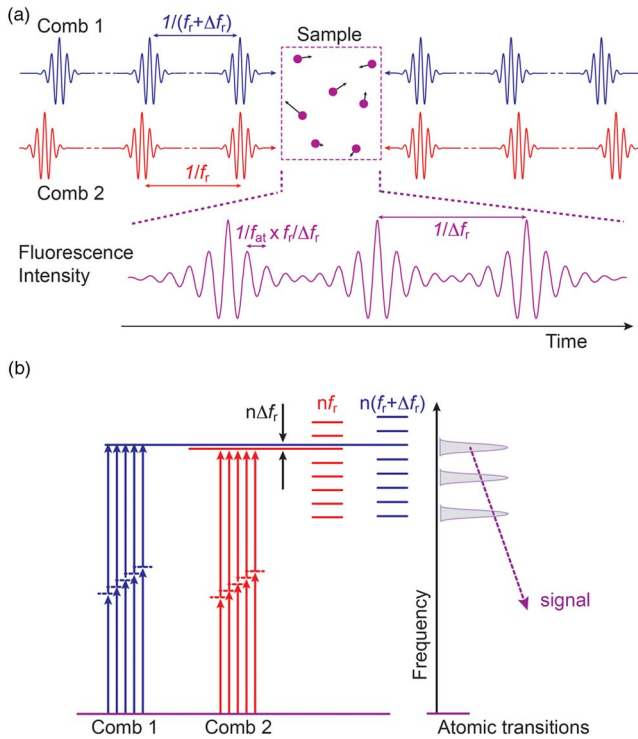 (a)
Comb 1
1/(fr+Δfr)
Sample
1/fr
Comb 2
Fluorescence
Intensity
1/fat x fr/Δfr
1/Δfr
Time
(b)
nΔfr
nfr
n(fr+Δfr)
Frequency
signal
Comb 1
Comb 2
Atomic transitions